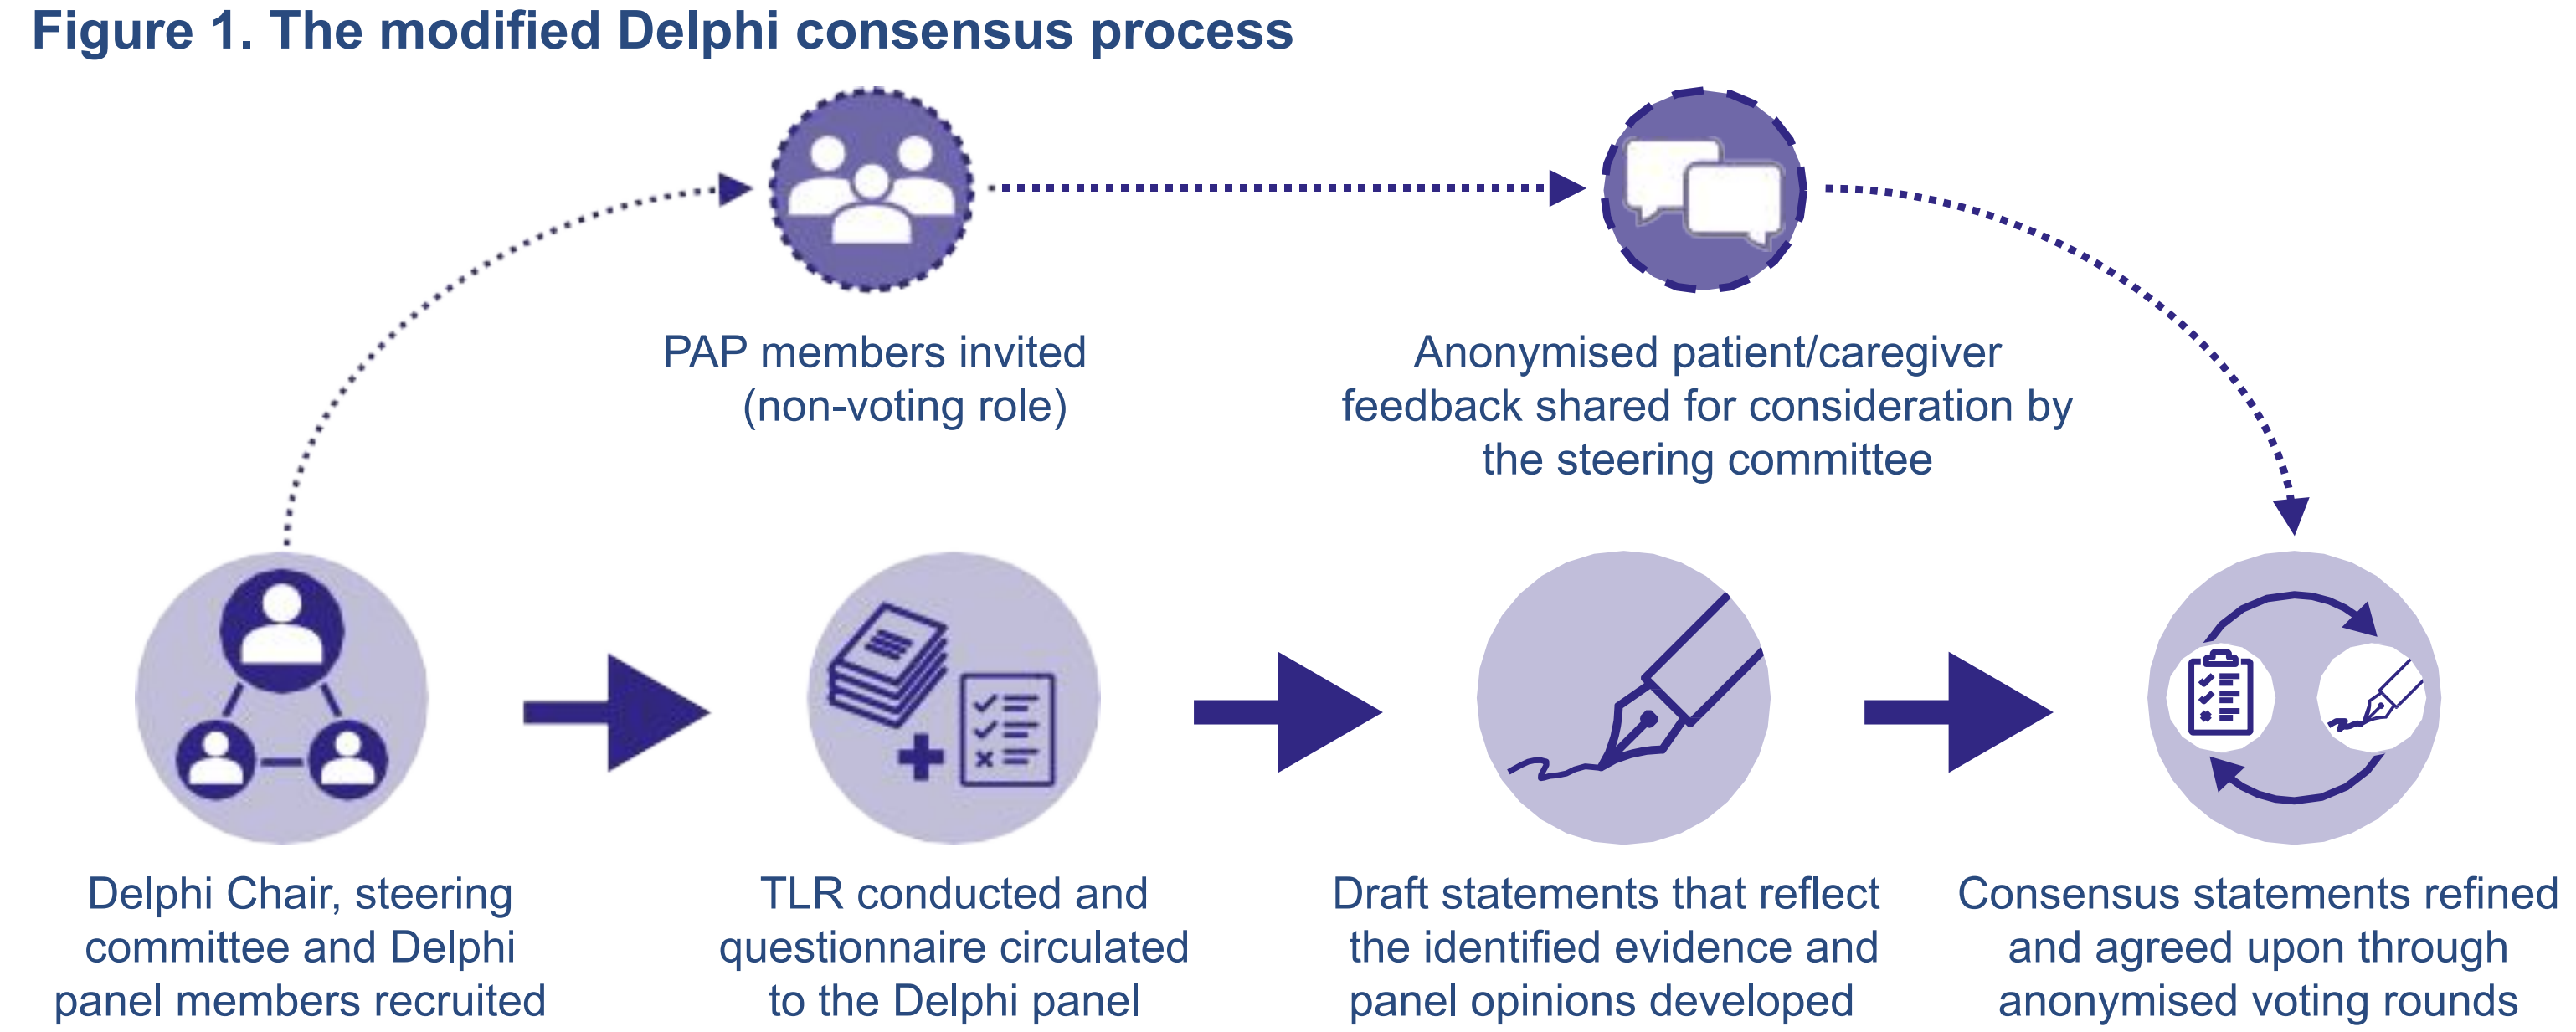 Figure 1. The modified Delphi consensus process
PAP members invited
(non-voting role)
Anonymised patient/caregiver
feedback shared for consideration by
the steering committee
Delphi Chair, steering
committee and Delphi
panel members recruited
TLR conducted and
questionnaire circulated
to the Delphi panel
Draft statements that reflect
the identified evidence and
panel opinions developed
Consensus statements refined
and agreed upon through
anonymised voting rounds